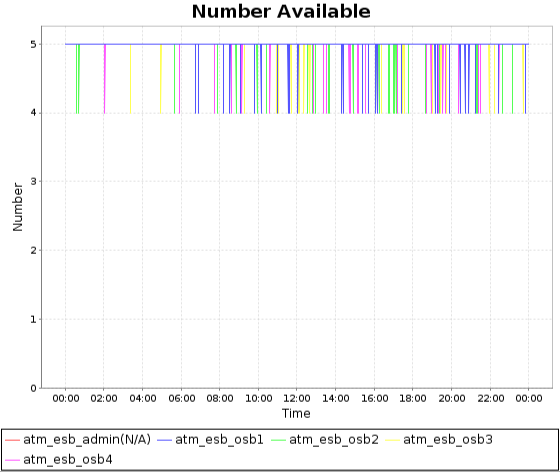 Number Available
5
4
3
2
1
0
Number
00:00 02:00 04:00 06:00 08:00 10:00 12:00 14:00 16:00 18:00 20:00 22:00 00:00
Time
atm_esb_admin(N/A) atm_esb_osb1 atm_esb_osb2 atm_esb_osb3
atm_esb_osb4